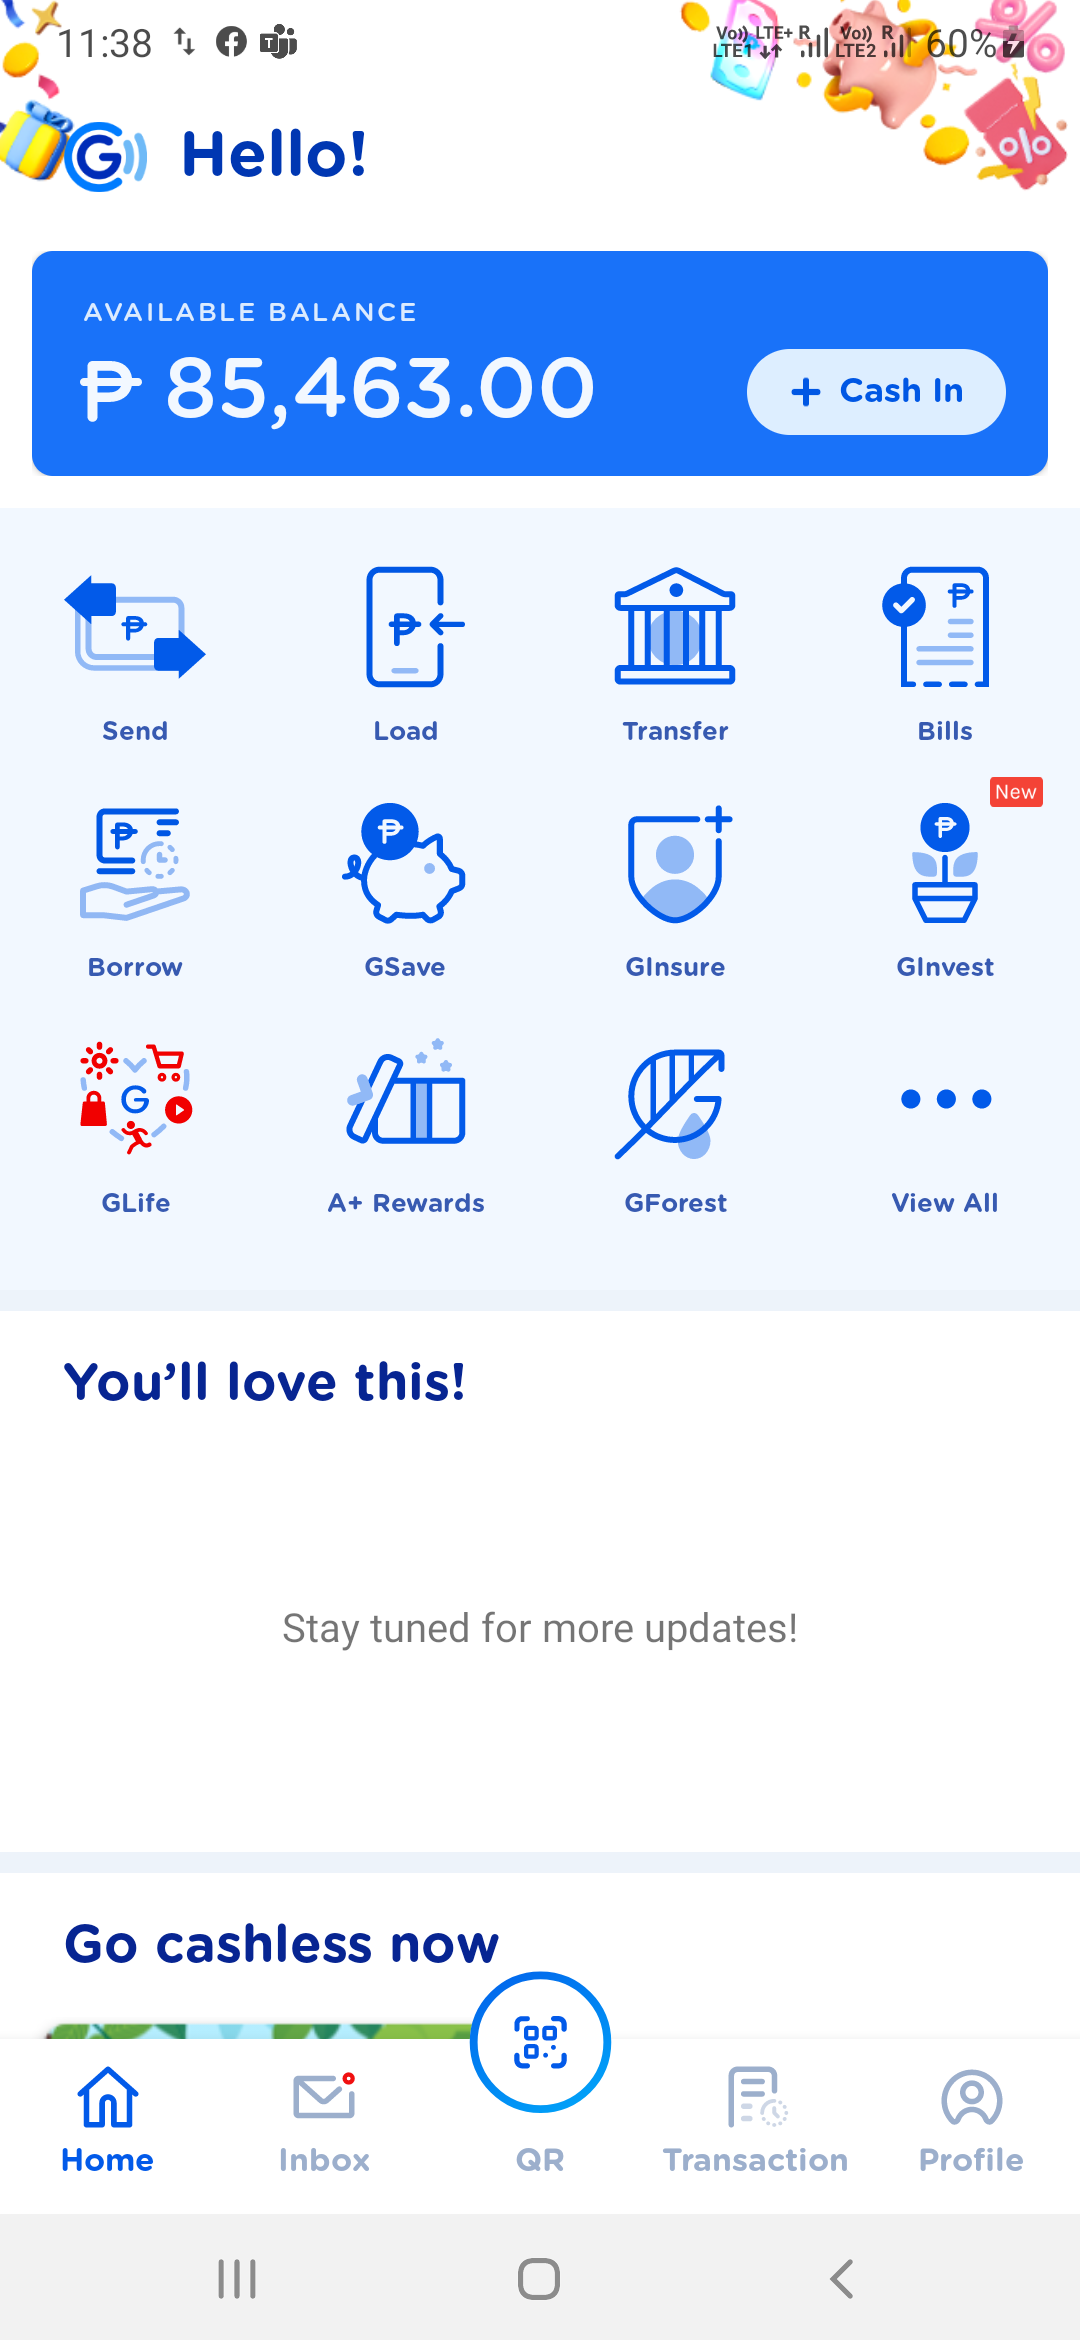 11:38
Vo)) LTE+ R Vo)) R
LTE1 LTE2 60%
Hello!
AVAILABLE BALANCE
₱ 85,463.00
+ Cash In
Send Load Transfer Bills
New
Borrow GSave GInsure GInvest
GLife A+ Rewards GForest View All
You’ll love this!
Stay tuned for more updates!
Go cashless now
Home Inbox QR Transaction Profile